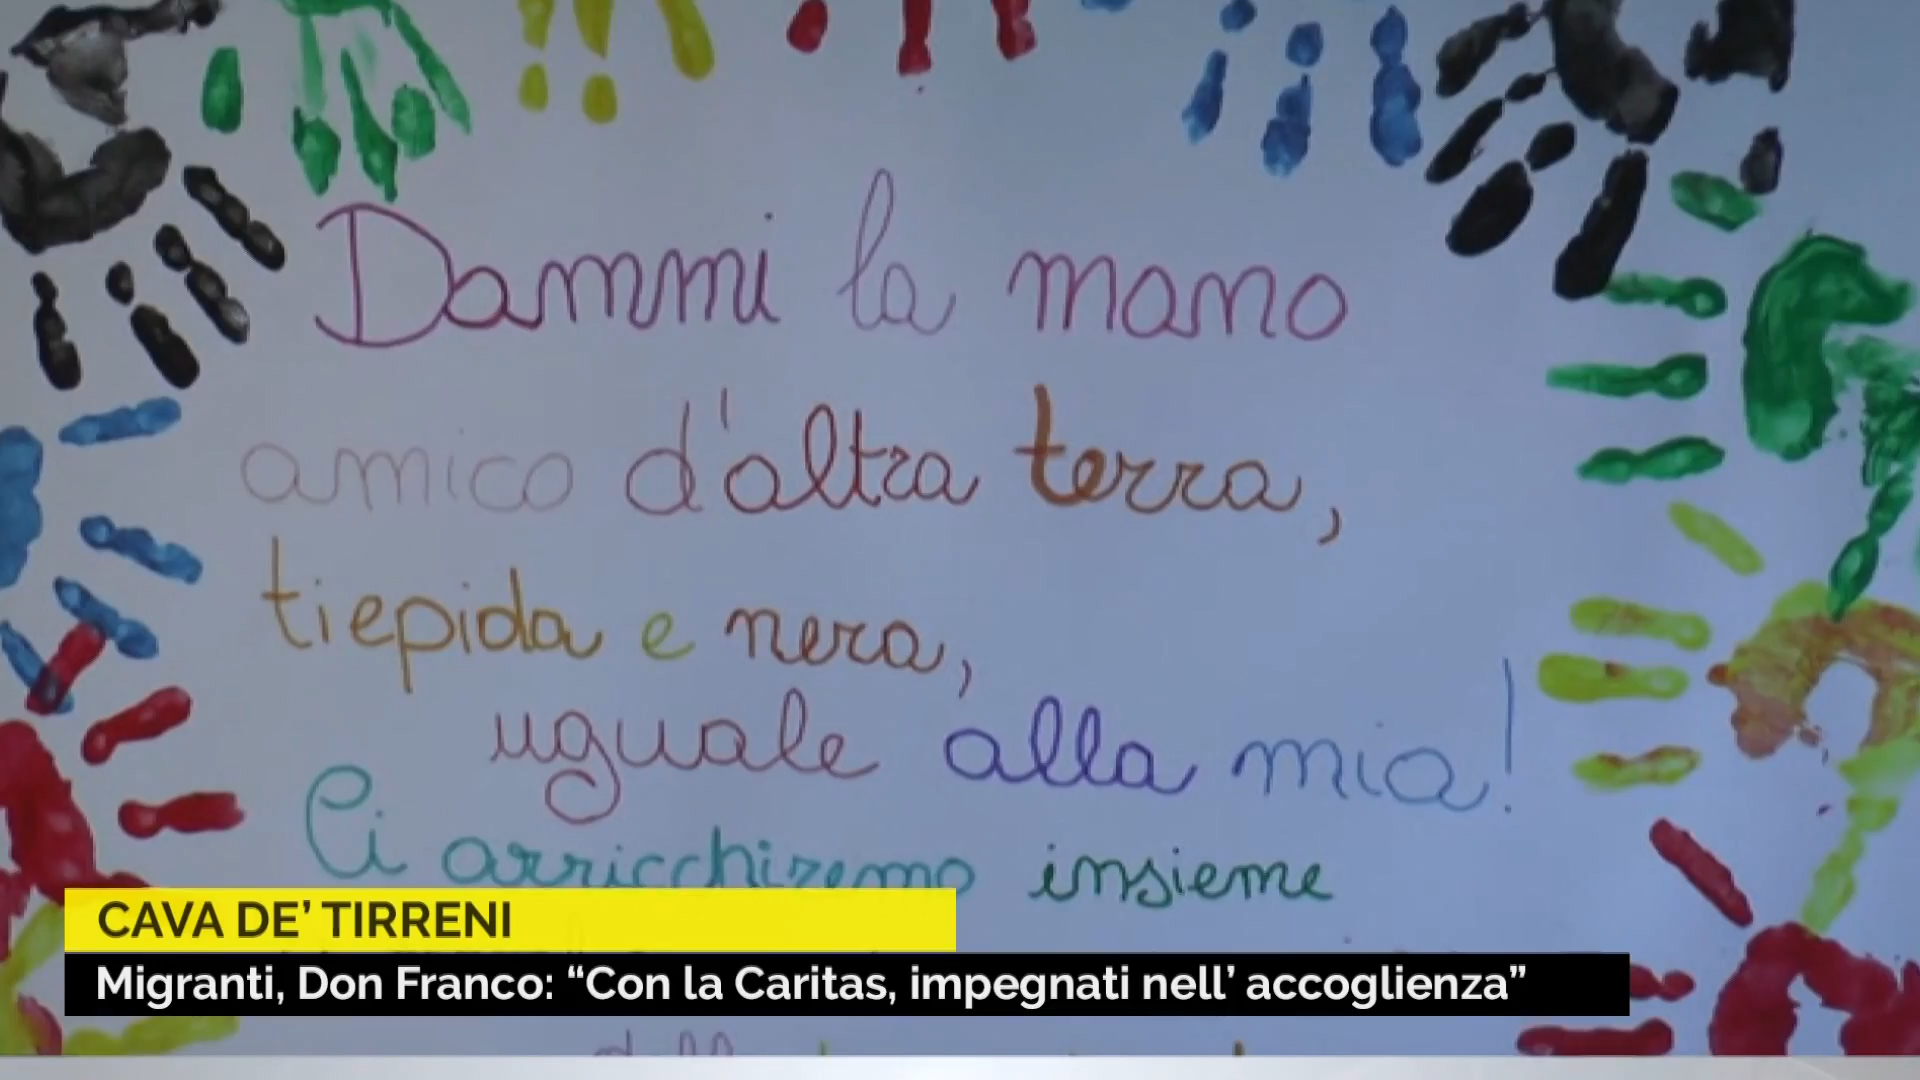 Dammi la mano
amico d'altra terra,
tiepida e nera,
uguale alla mia!
Ci arricchiremo insieme
CAVA DE’ TIRRENI
Migranti, Don Franco: “Con la Caritas, impegnati nell’ accoglienza”